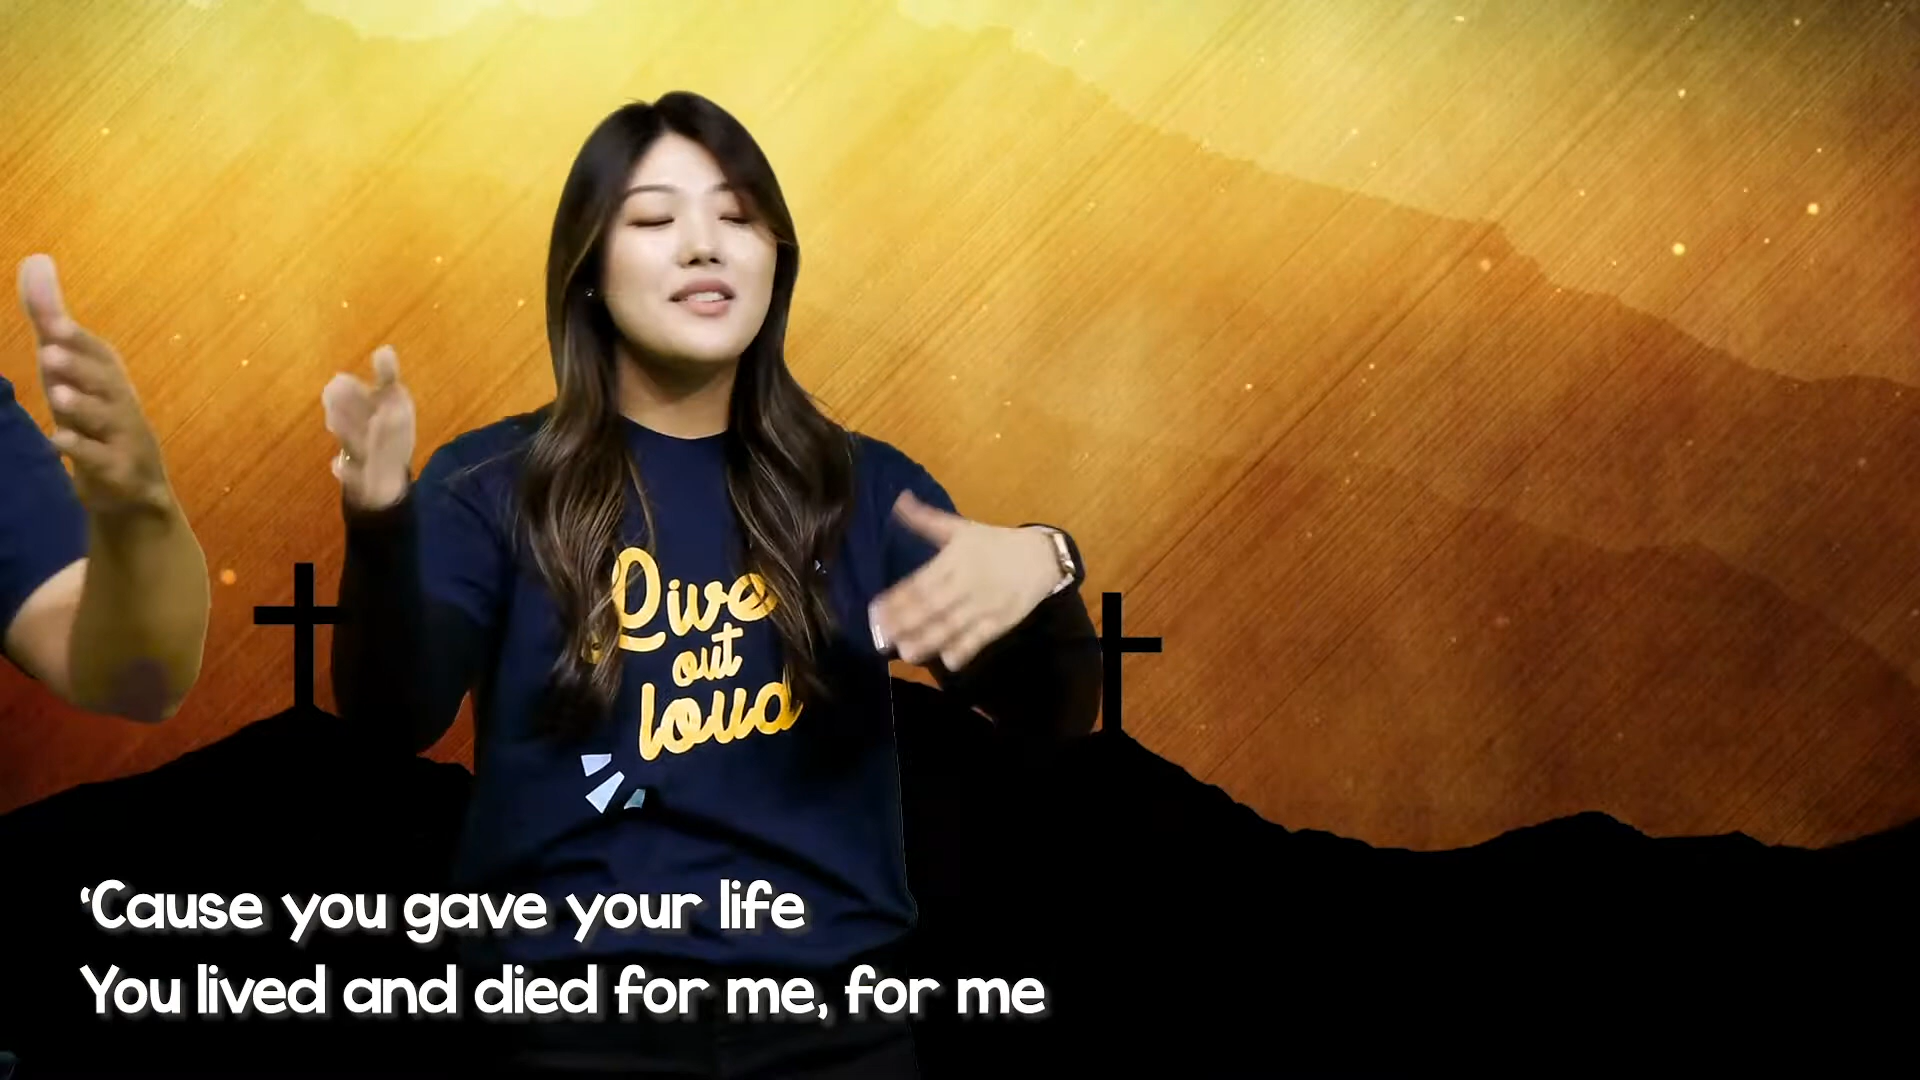 Live
out
loud
‘Cause you gave your life
You lived and died for me, for me